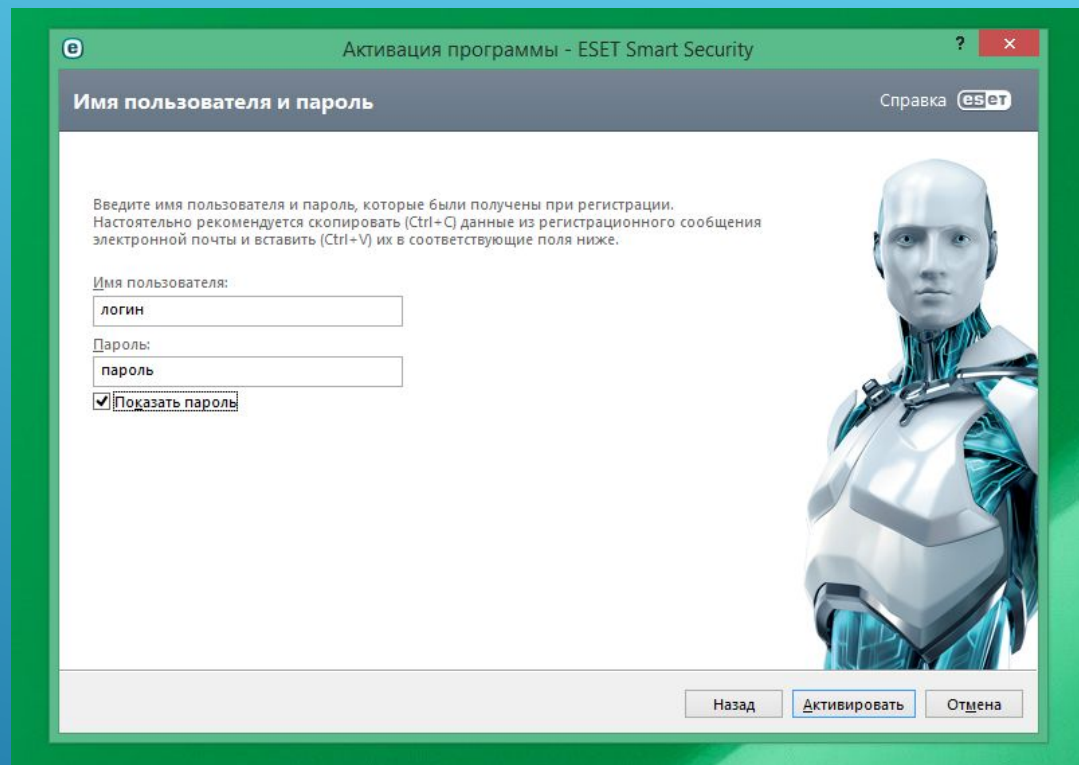 Активация программы - ESET Smart Security
?
Имя пользователя и пароль
Справка eset
Введите имя пользователя и пароль, которые были получены при регистрации.
Настоятельно рекомендуется скопировать (Ctrl+C) данные из регистрационного сообщения
электронной почты и вставить (Ctrl+V) их в соответствующие поля ниже.
Имя пользователя:
логин
Пароль:
пароль
Показать пароль
Назад
Активировать
Отмена